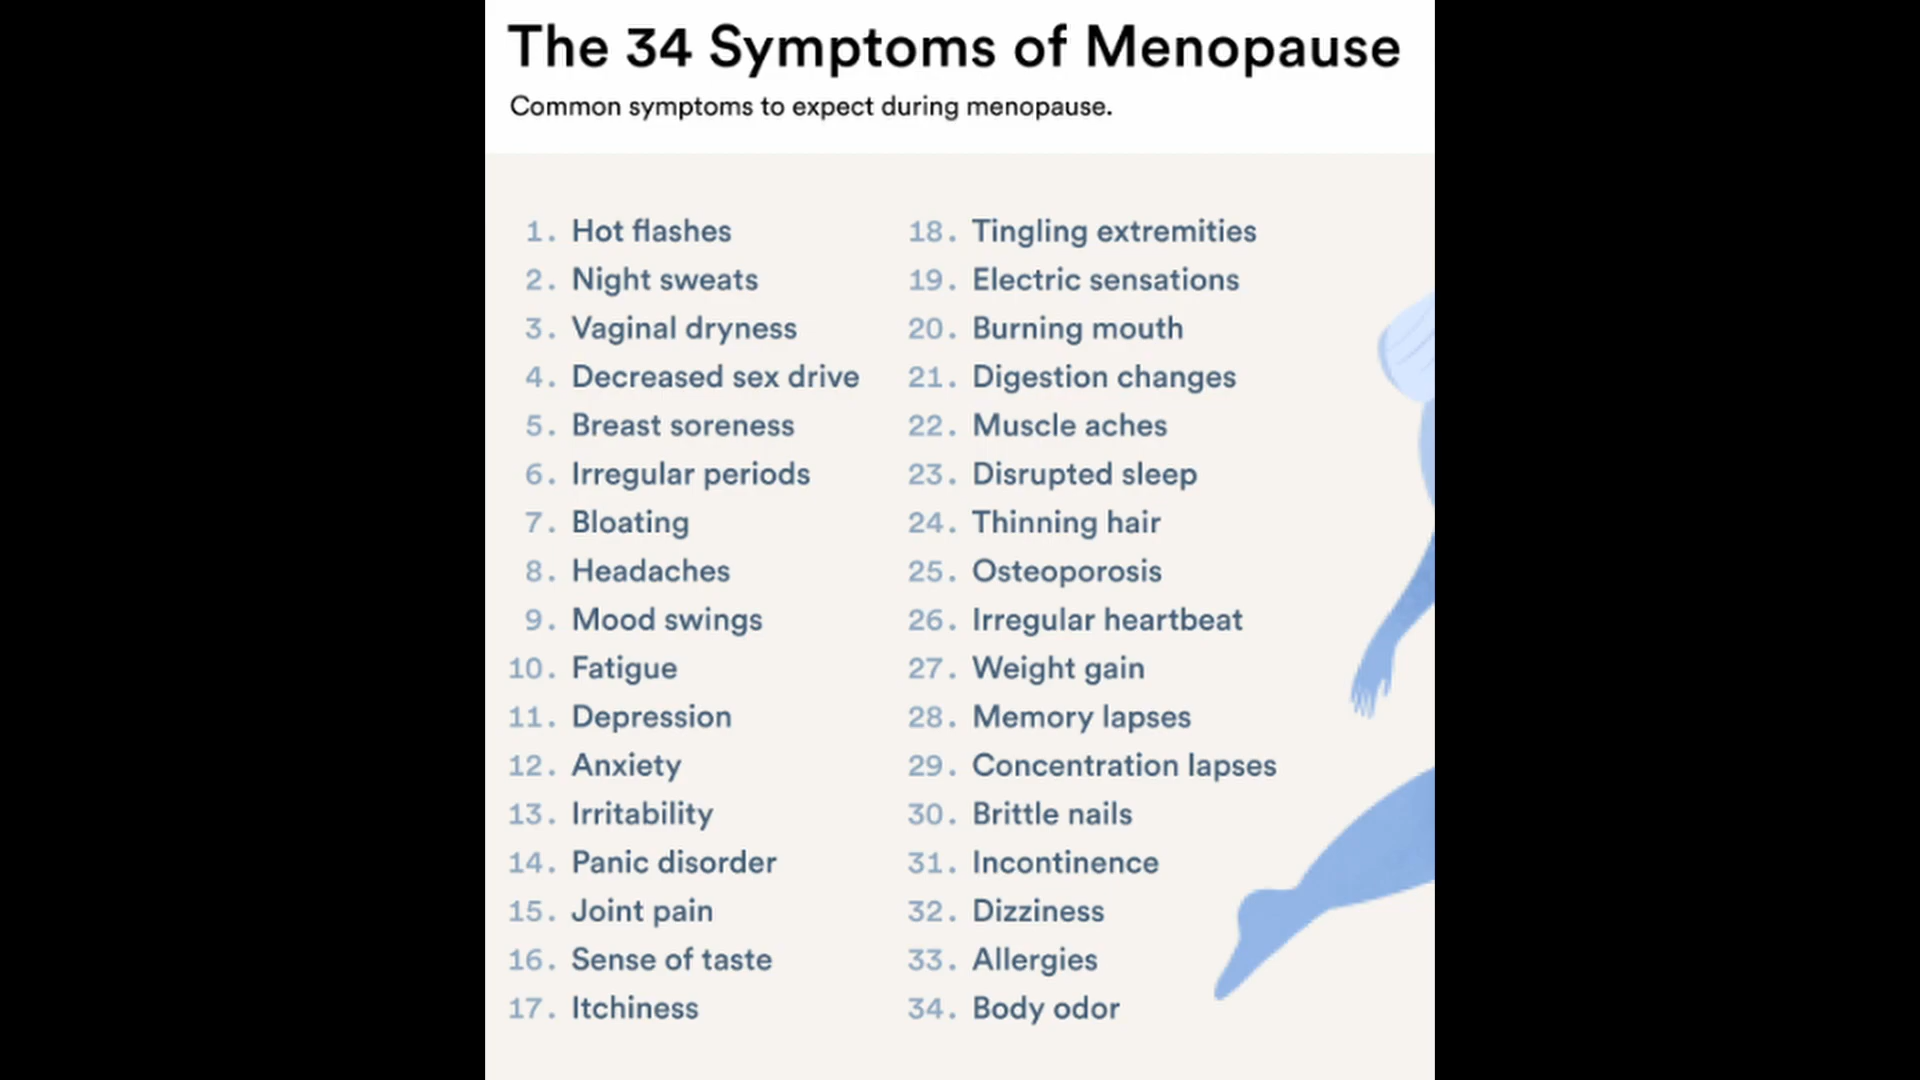 The 34 Symptoms of Menopause
Common symptoms to expect during menopause.
1. Hot flashes
2. Night sweats
3. Vaginal dryness
4. Decreased sex drive
5. Breast soreness
6. Irregular periods
7. Bloating
8. Headaches
9. Mood swings
10. Fatigue
11. Depression
12. Anxiety
13. Irritability
14. Panic disorder
15. Joint pain
16. Sense of taste
17. Itchiness
18. Tingling extremities
19. Electric sensations
20. Burning mouth
21. Digestion changes
22. Muscle aches
23. Disrupted sleep
24. Thinning hair
25. Osteoporosis
26. Irregular heartbeat
27. Weight gain
28. Memory lapses
29. Concentration lapses
30. Brittle nails
31. Incontinence
32. Dizziness
33. Allergies
34. Body odor